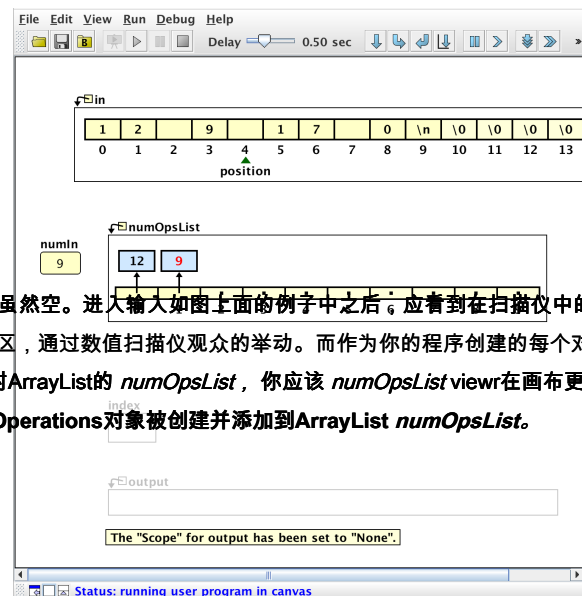 File Edit View Run Debug Help
Delay 0.50 sec »
in
1 2 9 1 7 0 \n \0 \0 \0 \0
0 1 2 3 4 5 6 7 8 9 10 11 12 13
position
numOpsList
numIn
9
12 9
虽然空。进入输入如图上面的例子中之后，应看到在扫描仪中的
区，通过数值扫描仪观众的举动。而作为你的程序创建的每个对
ArrayList的 numOpsList， 你应该 numOpsList viewr在画布更
index
Operations对象被创建并添加到ArrayList numOpsList。
output
The "Scope" for output has been set to "None".
Status: running user program in canvas